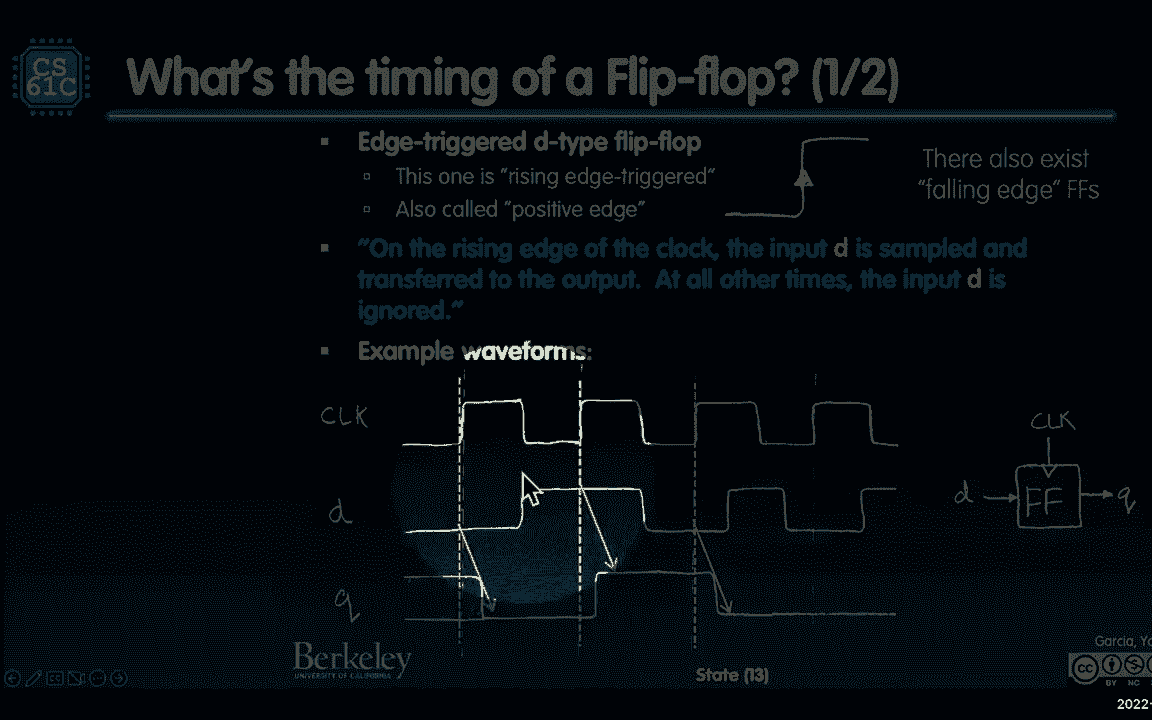 CS
61C
What's the timing of a Flip-flop? (1/2)
Edge-triggered d-type flip-flop
This one is "rising edge-triggered"
Also called "positive edge"
There also exist
"falling edge" FFs
"On the rising edge of the clock, the input d is sampled and
transferred to the output. At all other times, the input d is
ignored."
Example waveforms:
CLK
d
q
CLK
d
FF
q
Berkeley
UNIVERSITY OF CALIFORNIA
State (13)
Garcia,
CC
BY NC
2022-